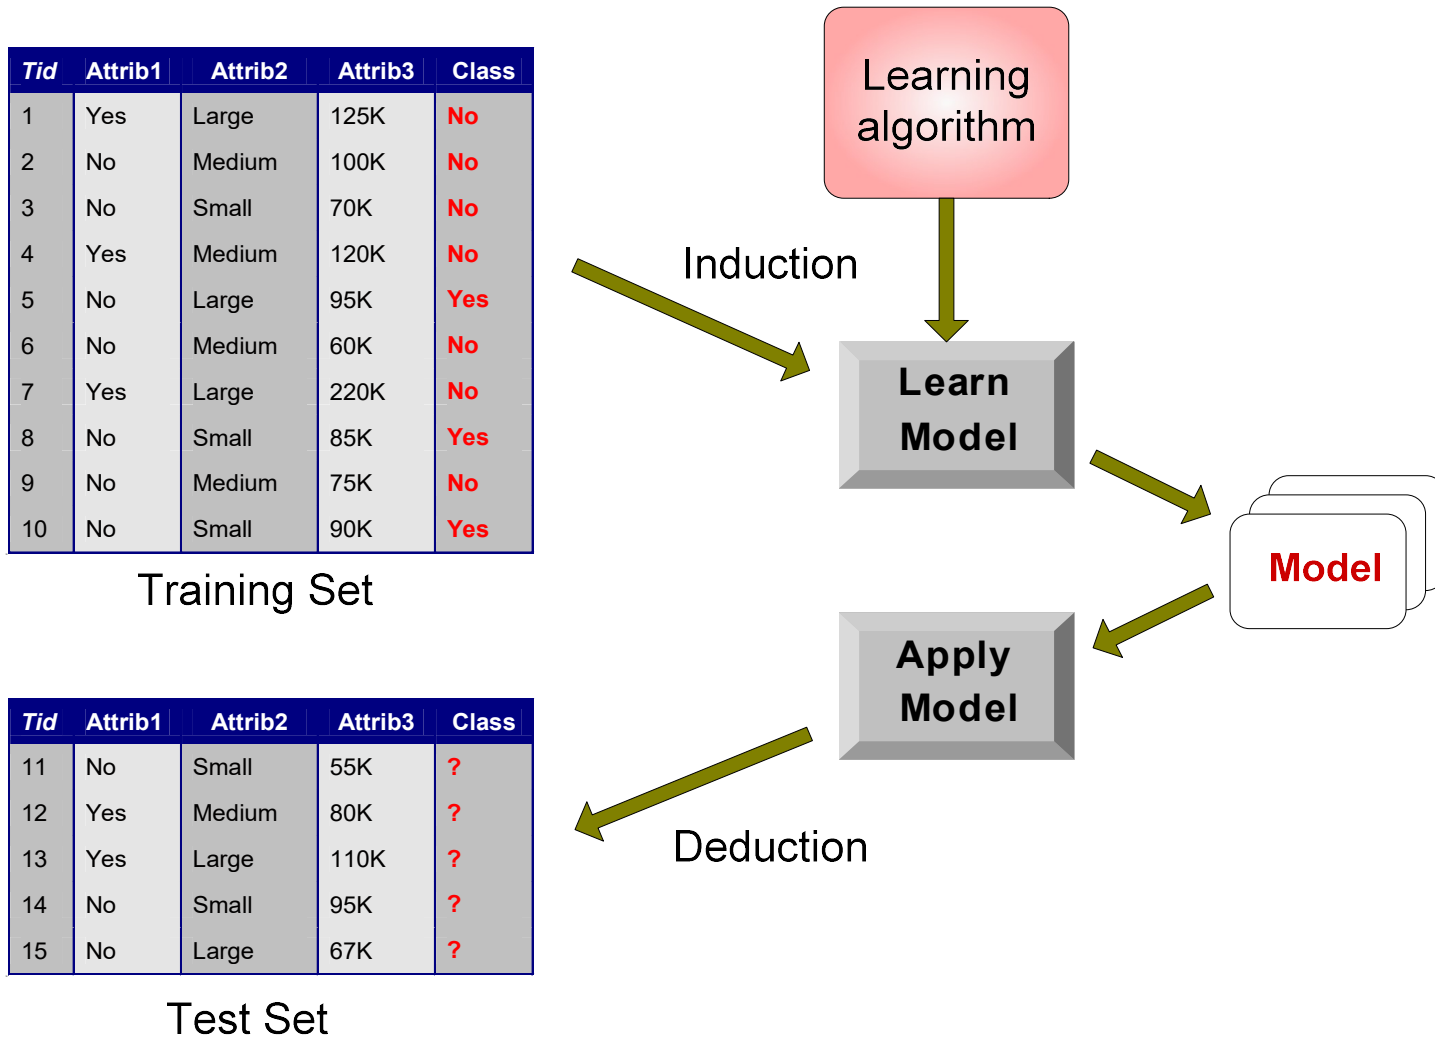 Tid Attrib1 Attrib2 Attrib3 Class
1 Yes Large 125K No
2 No Medium 100K No
3 No Small 70K No
4 Yes Medium 120K No
5 No Large 95K Yes
6 No Medium 60K No
7 Yes Large 220K No
8 No Small 85K Yes
9 No Medium 75K No
10 No Small 90K Yes
Training Set
Learning
algorithm
Induction
Learn
Model
Model
Apply
Model
Deduction
Tid Attrib1 Attrib2 Attrib3 Class
11 No Small 55K ?
12 Yes Medium 80K ?
13 Yes Large 110K ?
14 No Small 95K ?
15 No Large 67K ?
Test Set